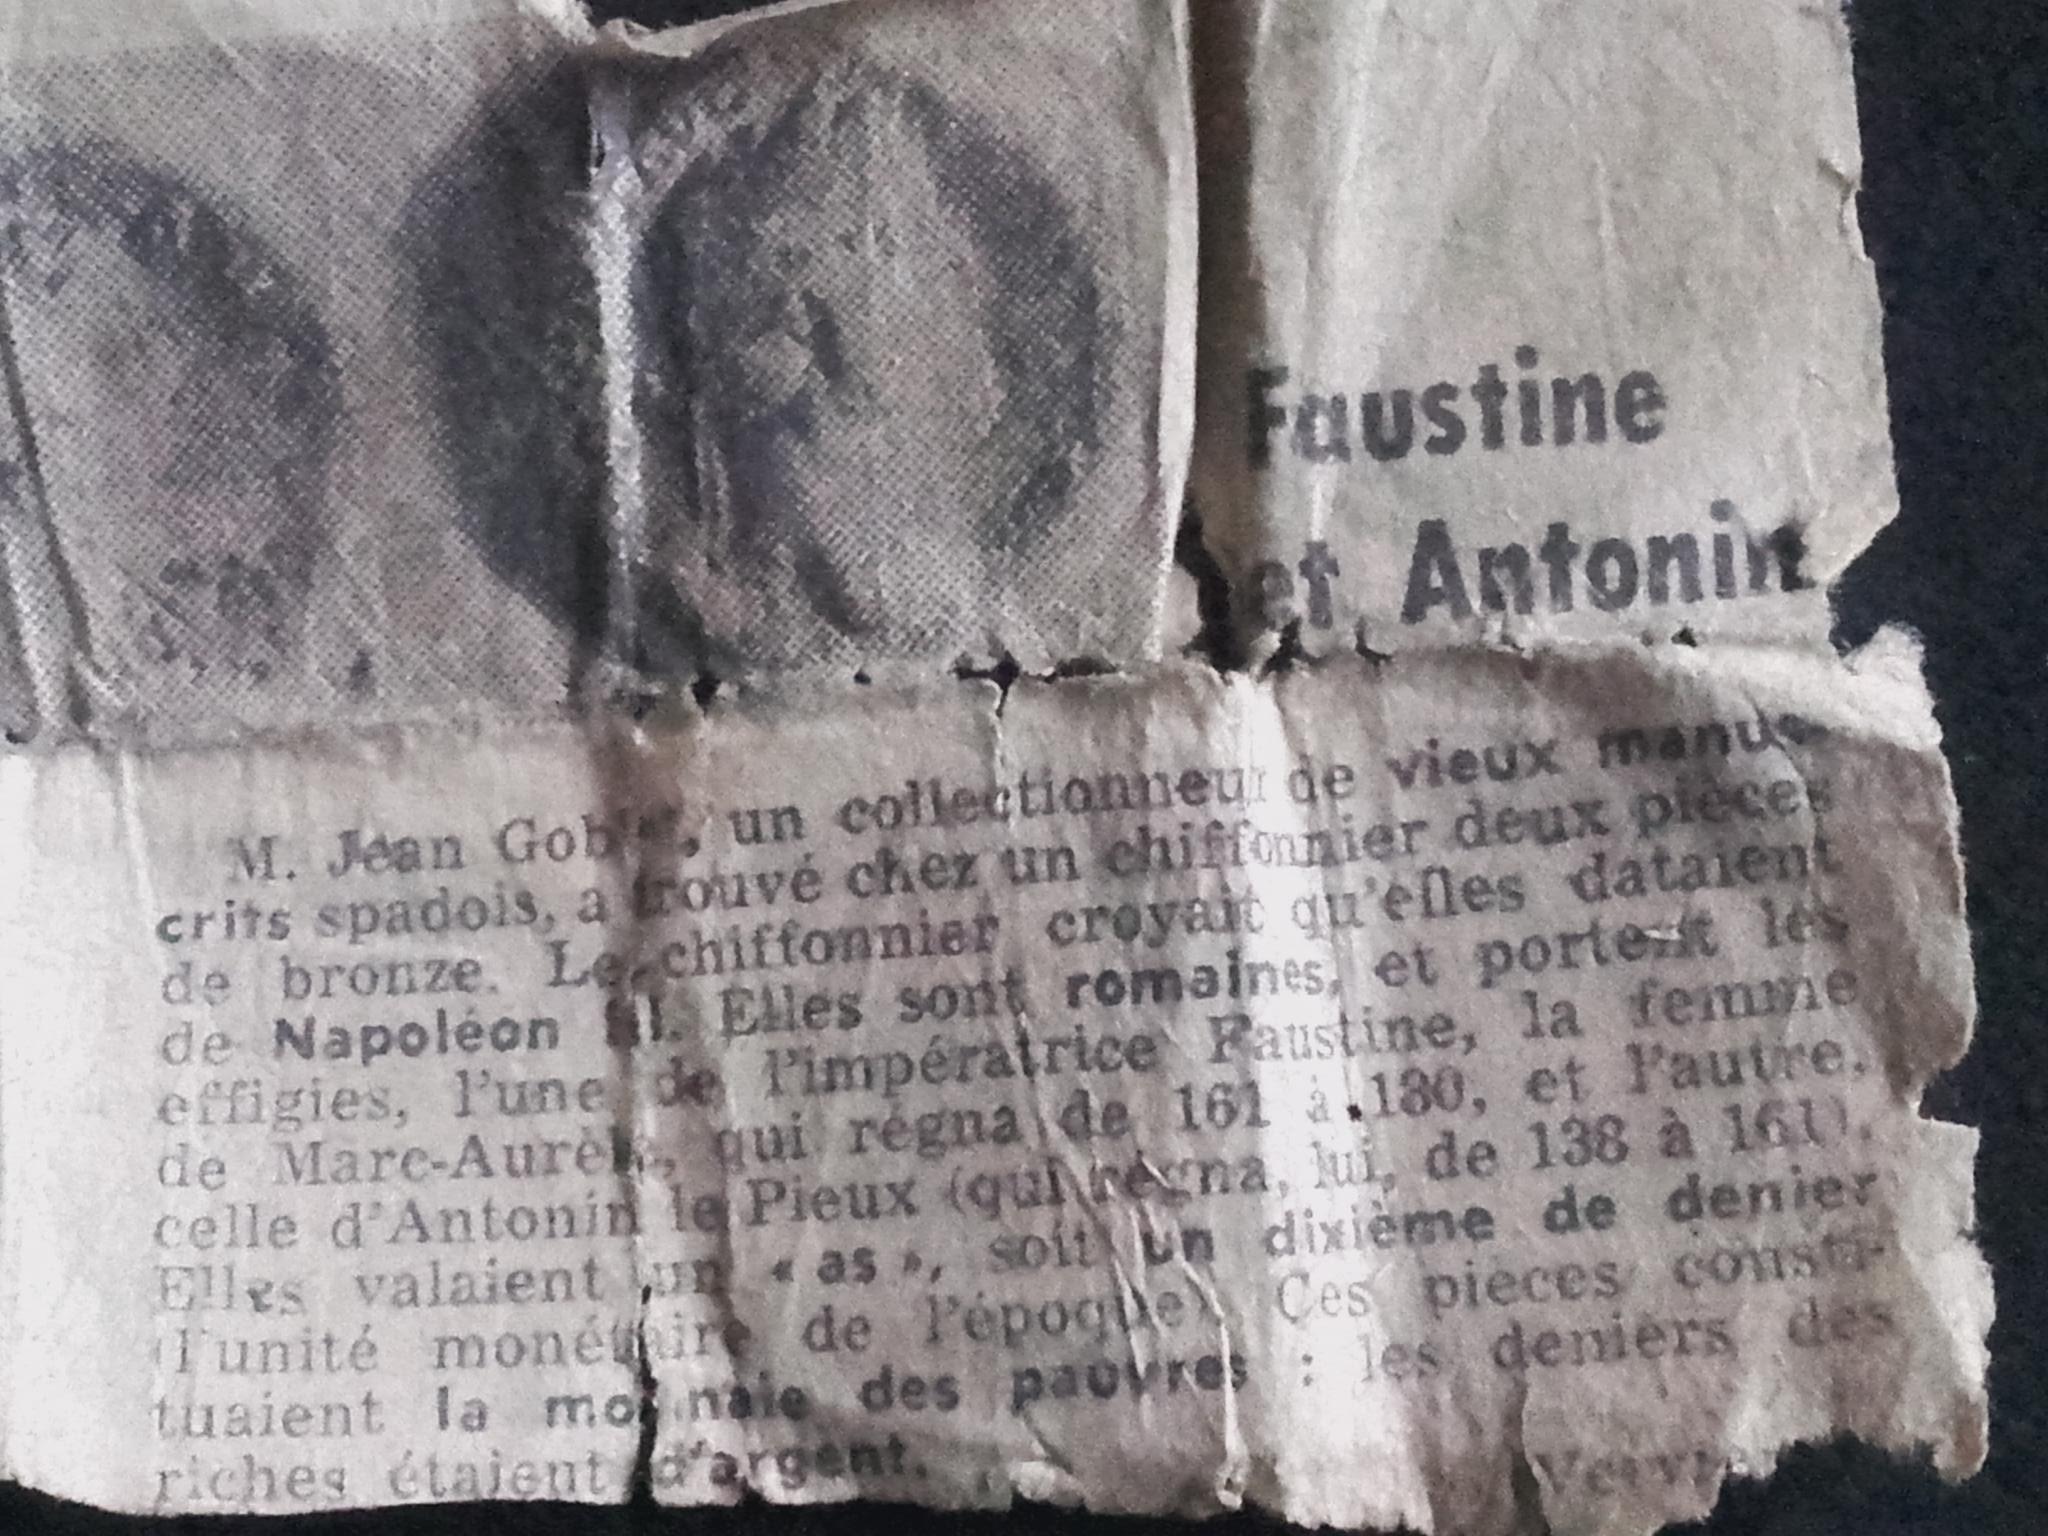 Faustine
et Antonin
M. Jean , un collectionneur de vieux manus-
crits spadois, a trouvé chez un chiffonnier deux pièces
de bronze. Le chiffonnier croyait qu'elles dataient
de Napoléon III. Elles sont romaines, et portent les
effigies, l'une de l'impératrice Faustine, la femme
de Marc-Aurèle, qui régna de 161 à 180, et l'autre,
celle d'Antonin le Pieux (qui régna, lui, de 138 à 161).
Elles valaient un « as », soit un dixième de denier
(l'unité monétaire de l'époque). Ces pièces consti-
tuaient la monnaie des pauvres : les deniers des
riches étaient d'argent.